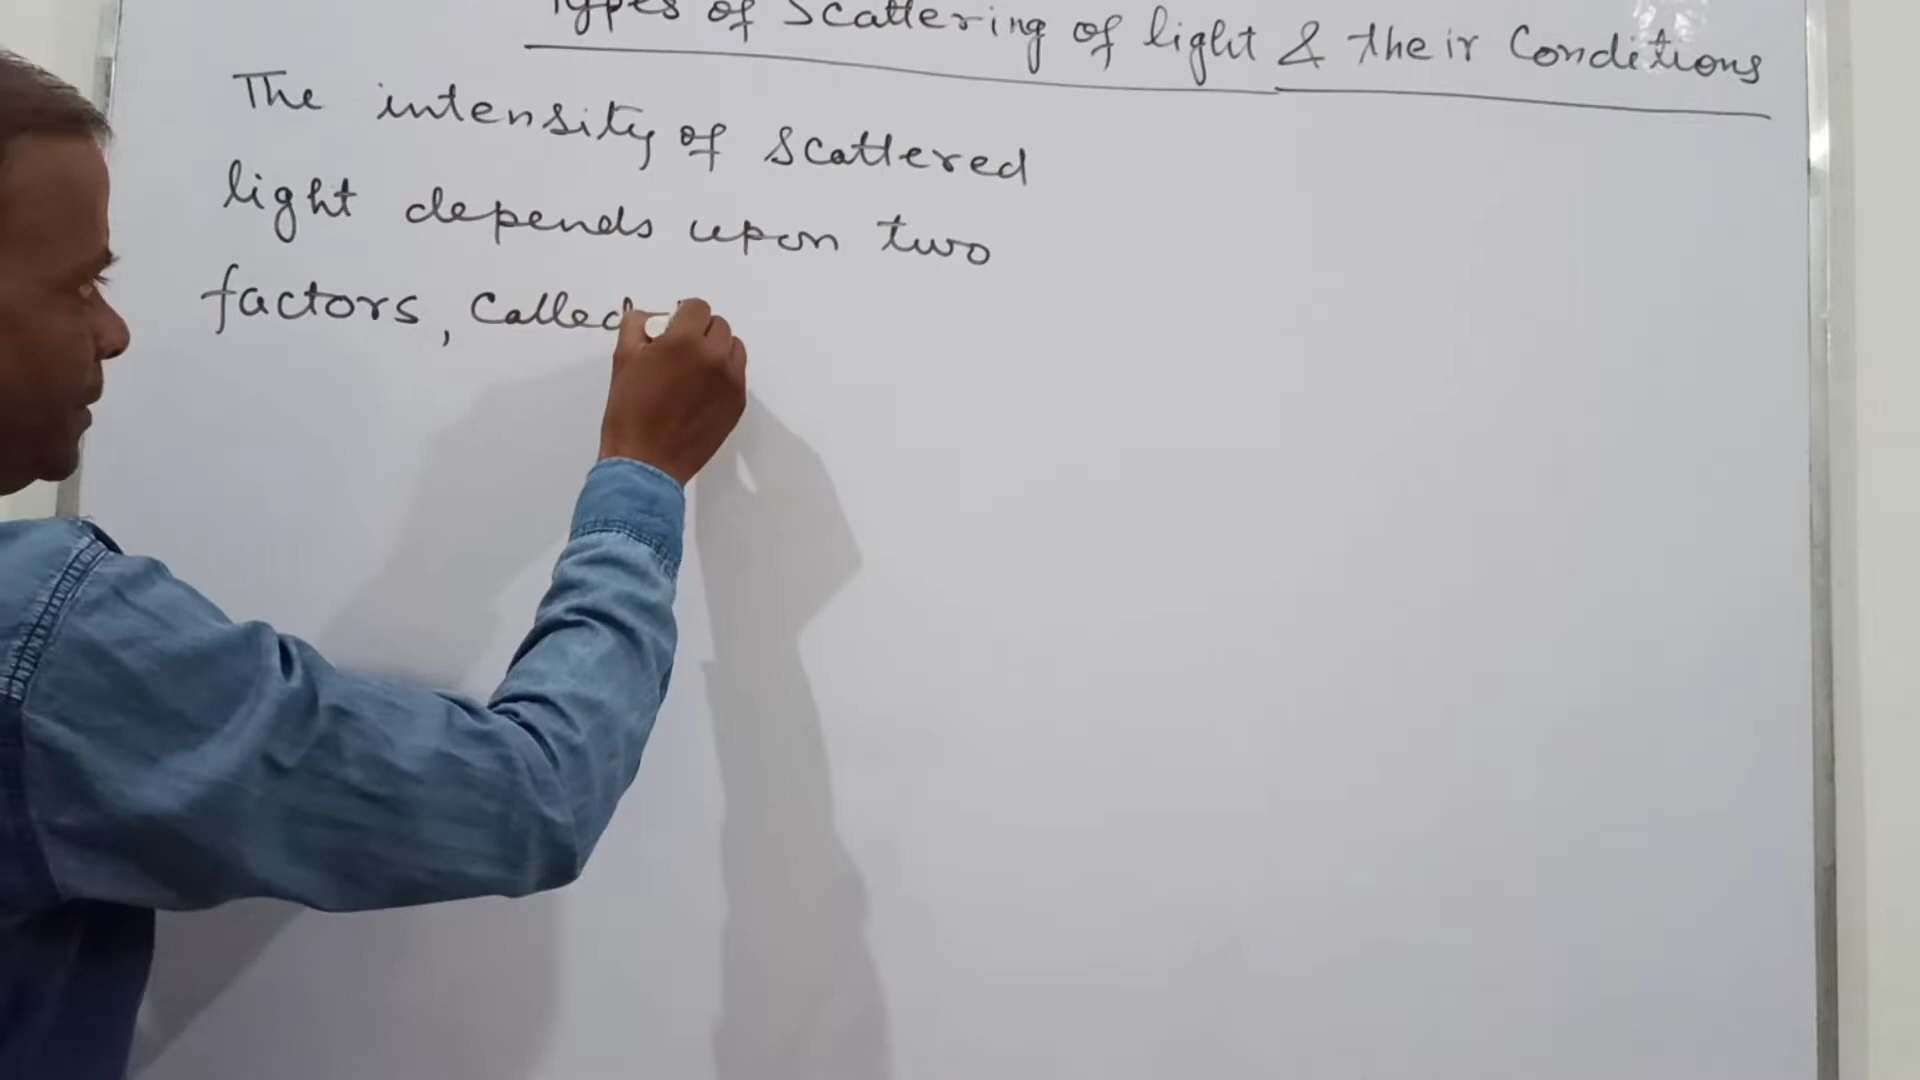 Types of Scattering of light & their Conditions
The intensity of scattered
light depends upon two
factors, Called